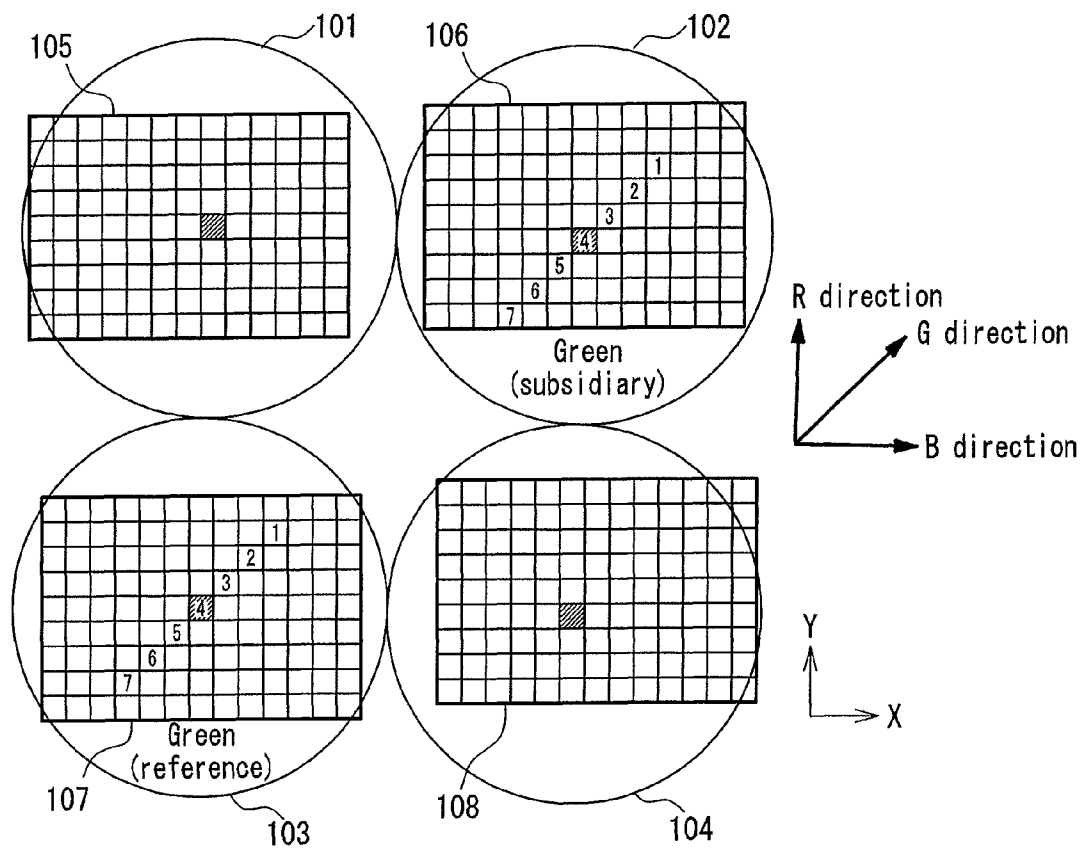 101
102
105
106
1
2
3
4
5
6
7
Green
(subsidiary)
R direction
G direction
B direction
1
2
3
4
5
6
7
Green
(reference)
Y
X
107
103
108
104